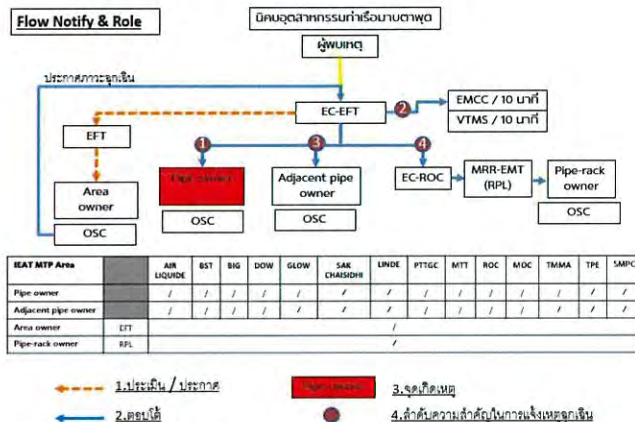 Flow Notify & Role
นิคมอุตสาหกรรมท่าเรือมาบตาพุด
ผู้พบเหตุ
ประกาศภาวะฉุกเฉิน
EC-EFT
2
EMCC / 10 นาที
VTMS / 10 นาที
EFT
1
3
4
Area owner
OSC
Pipe owner
OSC
Adjacent pipe owner
OSC
EC-ROC
MRR-EMT (RPL)
Pipe-rack owner
OSC
IEAT MTP Area AIR LIQUIDE BST BIG DOW GLOW SAK CHAISIDHI LINDE PTTGC MTT ROC MOC TMMA TPE SMPC
Pipe owner / / / / / / / / / / / / / /
Adjacent pipe owner / / / / / / / / / / / / / /
Area owner EFT /
Pipe-rack owner RPL /
1.ประเมิน / ประกาศ
Pipe owner
3.จุดเกิดเหตุ
2.ตอบโต้
4.ลำดับความสำคัญในการแจ้งเหตุฉุกเฉิน